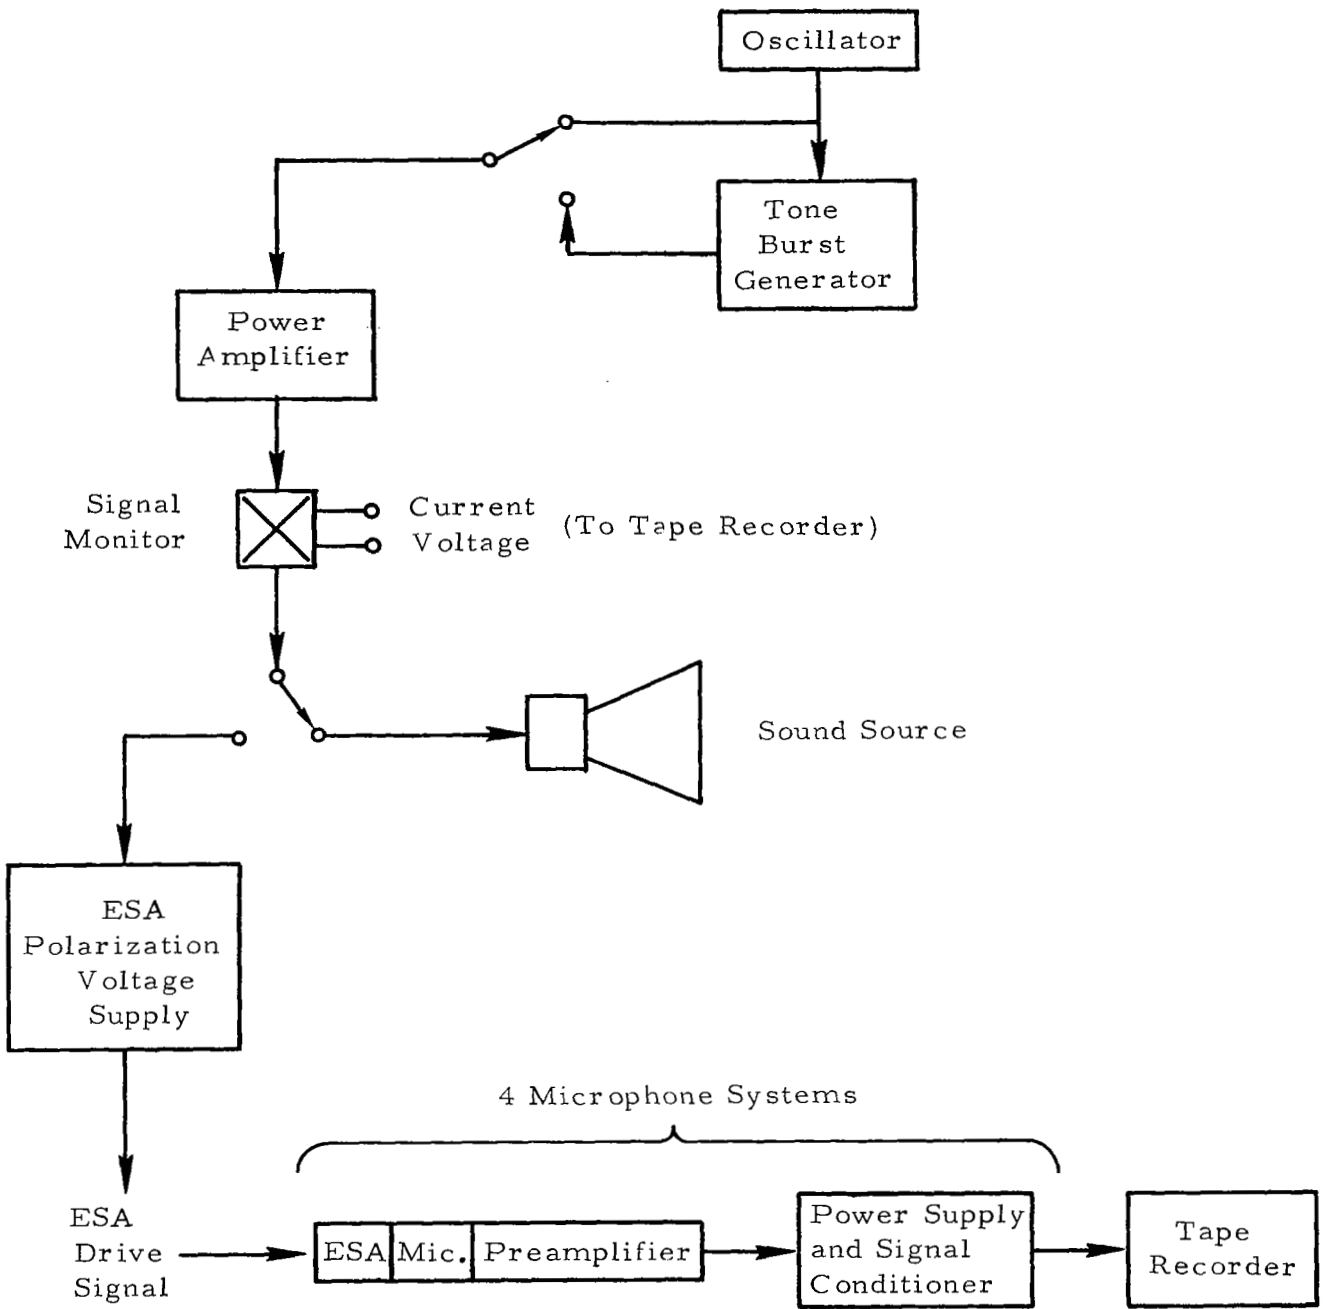 Oscillator
Tone
Burst
Generator
Power
Amplifier
Signal
Monitor
Current
Voltage
(To Tape Recorder)
Sound Source
ESA
Polarization
Voltage
Supply
4 Microphone Systems
ESA
Drive
Signal
ESA
Mic.
Preamplifier
Power Supply
and Signal
Conditioner
Tape
Recorder